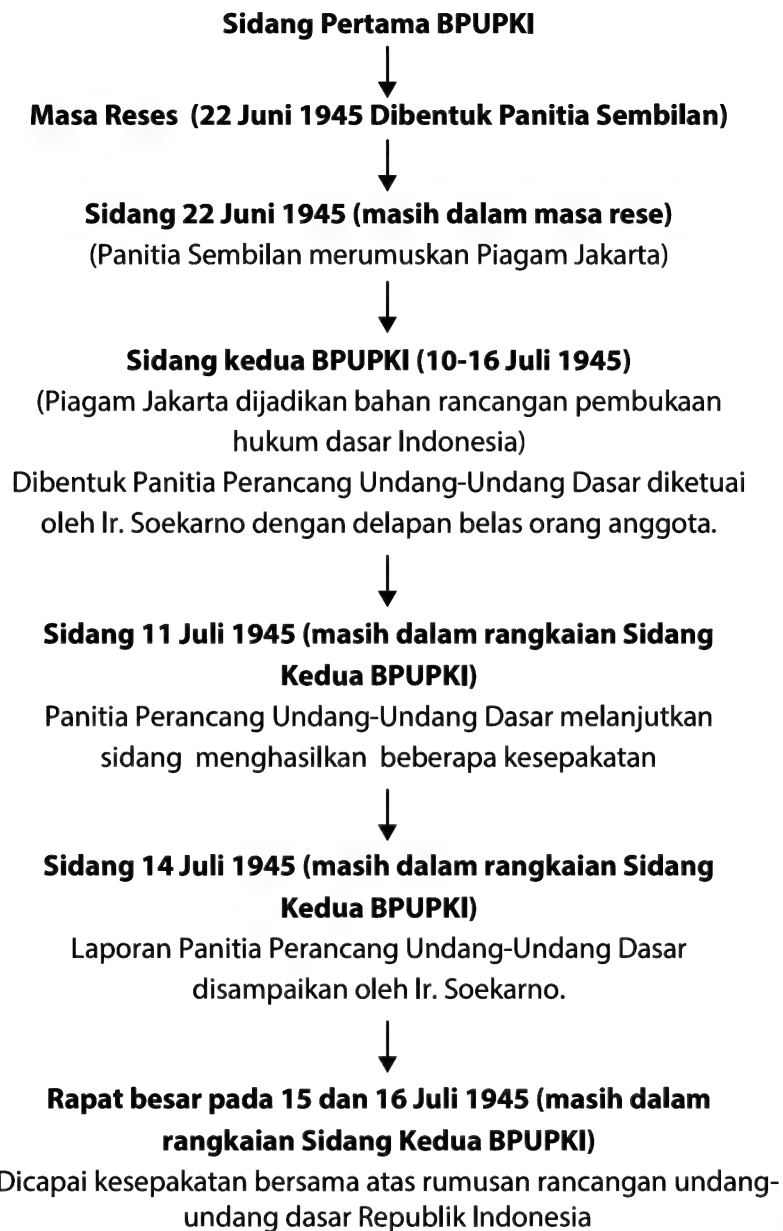 Sidang Pertama BPUPKI
Masa Reses (22 Juni 1945 Dibentuk Panitia Sembilan)
Sidang 22 Juni 1945 (masih dalam masa rese)
(Panitia Sembilan merumuskan Piagam Jakarta)
Sidang kedua BPUPKI (10-16 Juli 1945)
(Piagam Jakarta dijadikan bahan rancangan pembukaan
hukum dasar Indonesia)
Dibentuk Panitia Perancang Undang-Undang Dasar diketuai
oleh Ir. Soekarno dengan delapan belas orang anggota.
Sidang 11 Juli 1945 (masih dalam rangkaian Sidang
Kedua BPUPKI)
Panitia Perancang Undang-Undang Dasar melanjutkan
sidang menghasilkan beberapa kesepakatan
Sidang 14 Juli 1945 (masih dalam rangkaian Sidang
Kedua BPUPKI)
Laporan Panitia Perancang Undang-Undang Dasar
disampaikan oleh Ir. Soekarno.
Rapat besar pada 15 dan 16 Juli 1945 (masih dalam
rangkaian Sidang Kedua BPUPKI)
Dicapai kesepakatan bersama atas rumusan rancangan undang-
undang dasar Republik Indonesia